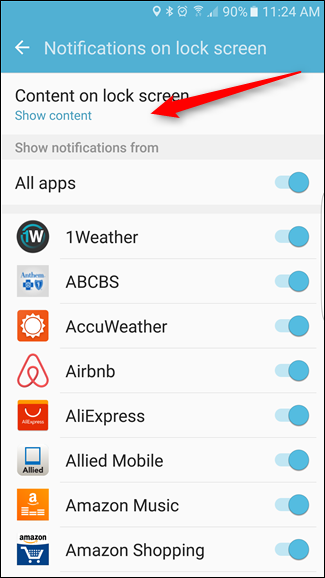 90% 11:24 AM
Notifications on lock screen
Content on lock screen
Show content
Show notifications from
All apps
1W
1Weather
Anthem
ABCBS
AccuWeather
Airbnb
AliExpress
AliExpress
Allied
Allied Mobile
a
Amazon Music
amazon
Amazon Shopping